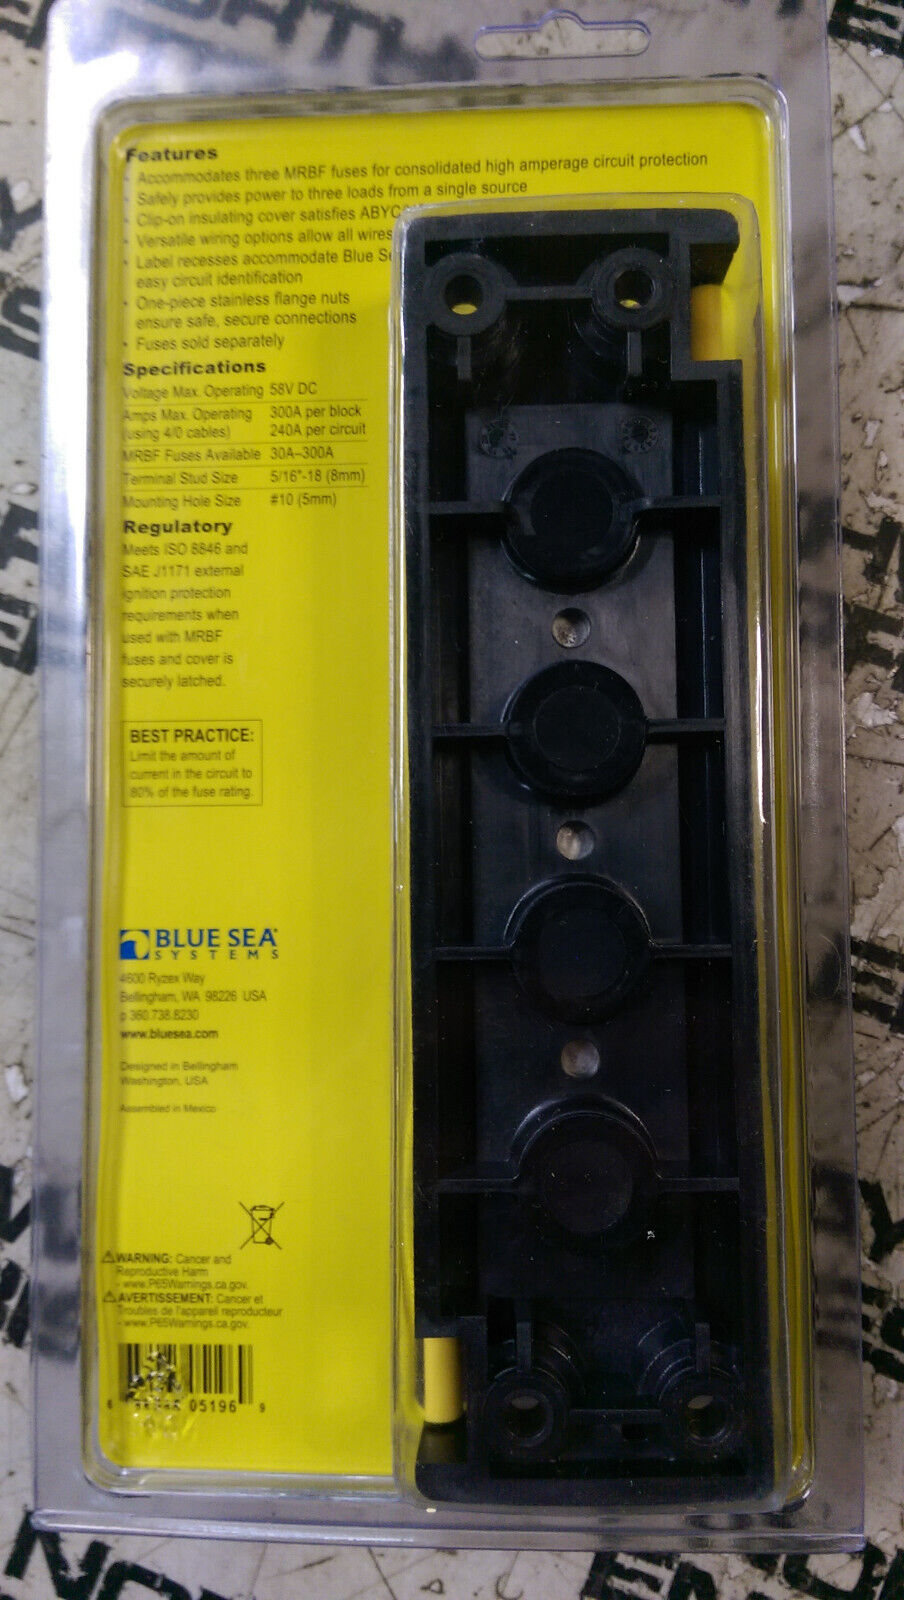 Features
- Accommodates three MRBF fuses for consolidated high amperage circuit protection
- Safely provides power to three loads from a single source
- Clip-on insulating cover satisfies ABYC
- Versatile wiring options allow all wires
- Label recesses accommodate Blue Se
easy circuit identification
- One-piece stainless flange nuts
ensure safe, secure connections
- Fuses sold separately
Specifications
Voltage Max. Operating 58V DC
Amps Max. Operating 300A per block
(using 4/0 cables) 240A per circuit
MRBF Fuses Available 30A–300A
Terminal Stud Size 5/16"-18 (8mm)
Mounting Hole Size #10 (5mm)
Regulatory
Meets ISO 8846 and
SAE J1171 external
ignition protection
requirements when
used with MRBF
fuses and cover is
securely latched.
BEST PRACTICE:
Limit the amount of
current in the circuit to
80% of the fuse rating.
BLUE SEA
SYSTEMS
4600 Ryzex Way
Bellingham, WA 98226 USA
p 360.738.8230
www.bluesea.com
Designed in Bellingham
Washington, USA
Assembled in Mexico
⚠WARNING: Cancer and
Reproductive Harm
- www.P65Warnings.ca.gov.
⚠AVERTISSEMENT: Cancer et
Troubles de l'appareil reproducteur
- www.P65Warnings.ca.gov.
05196 9